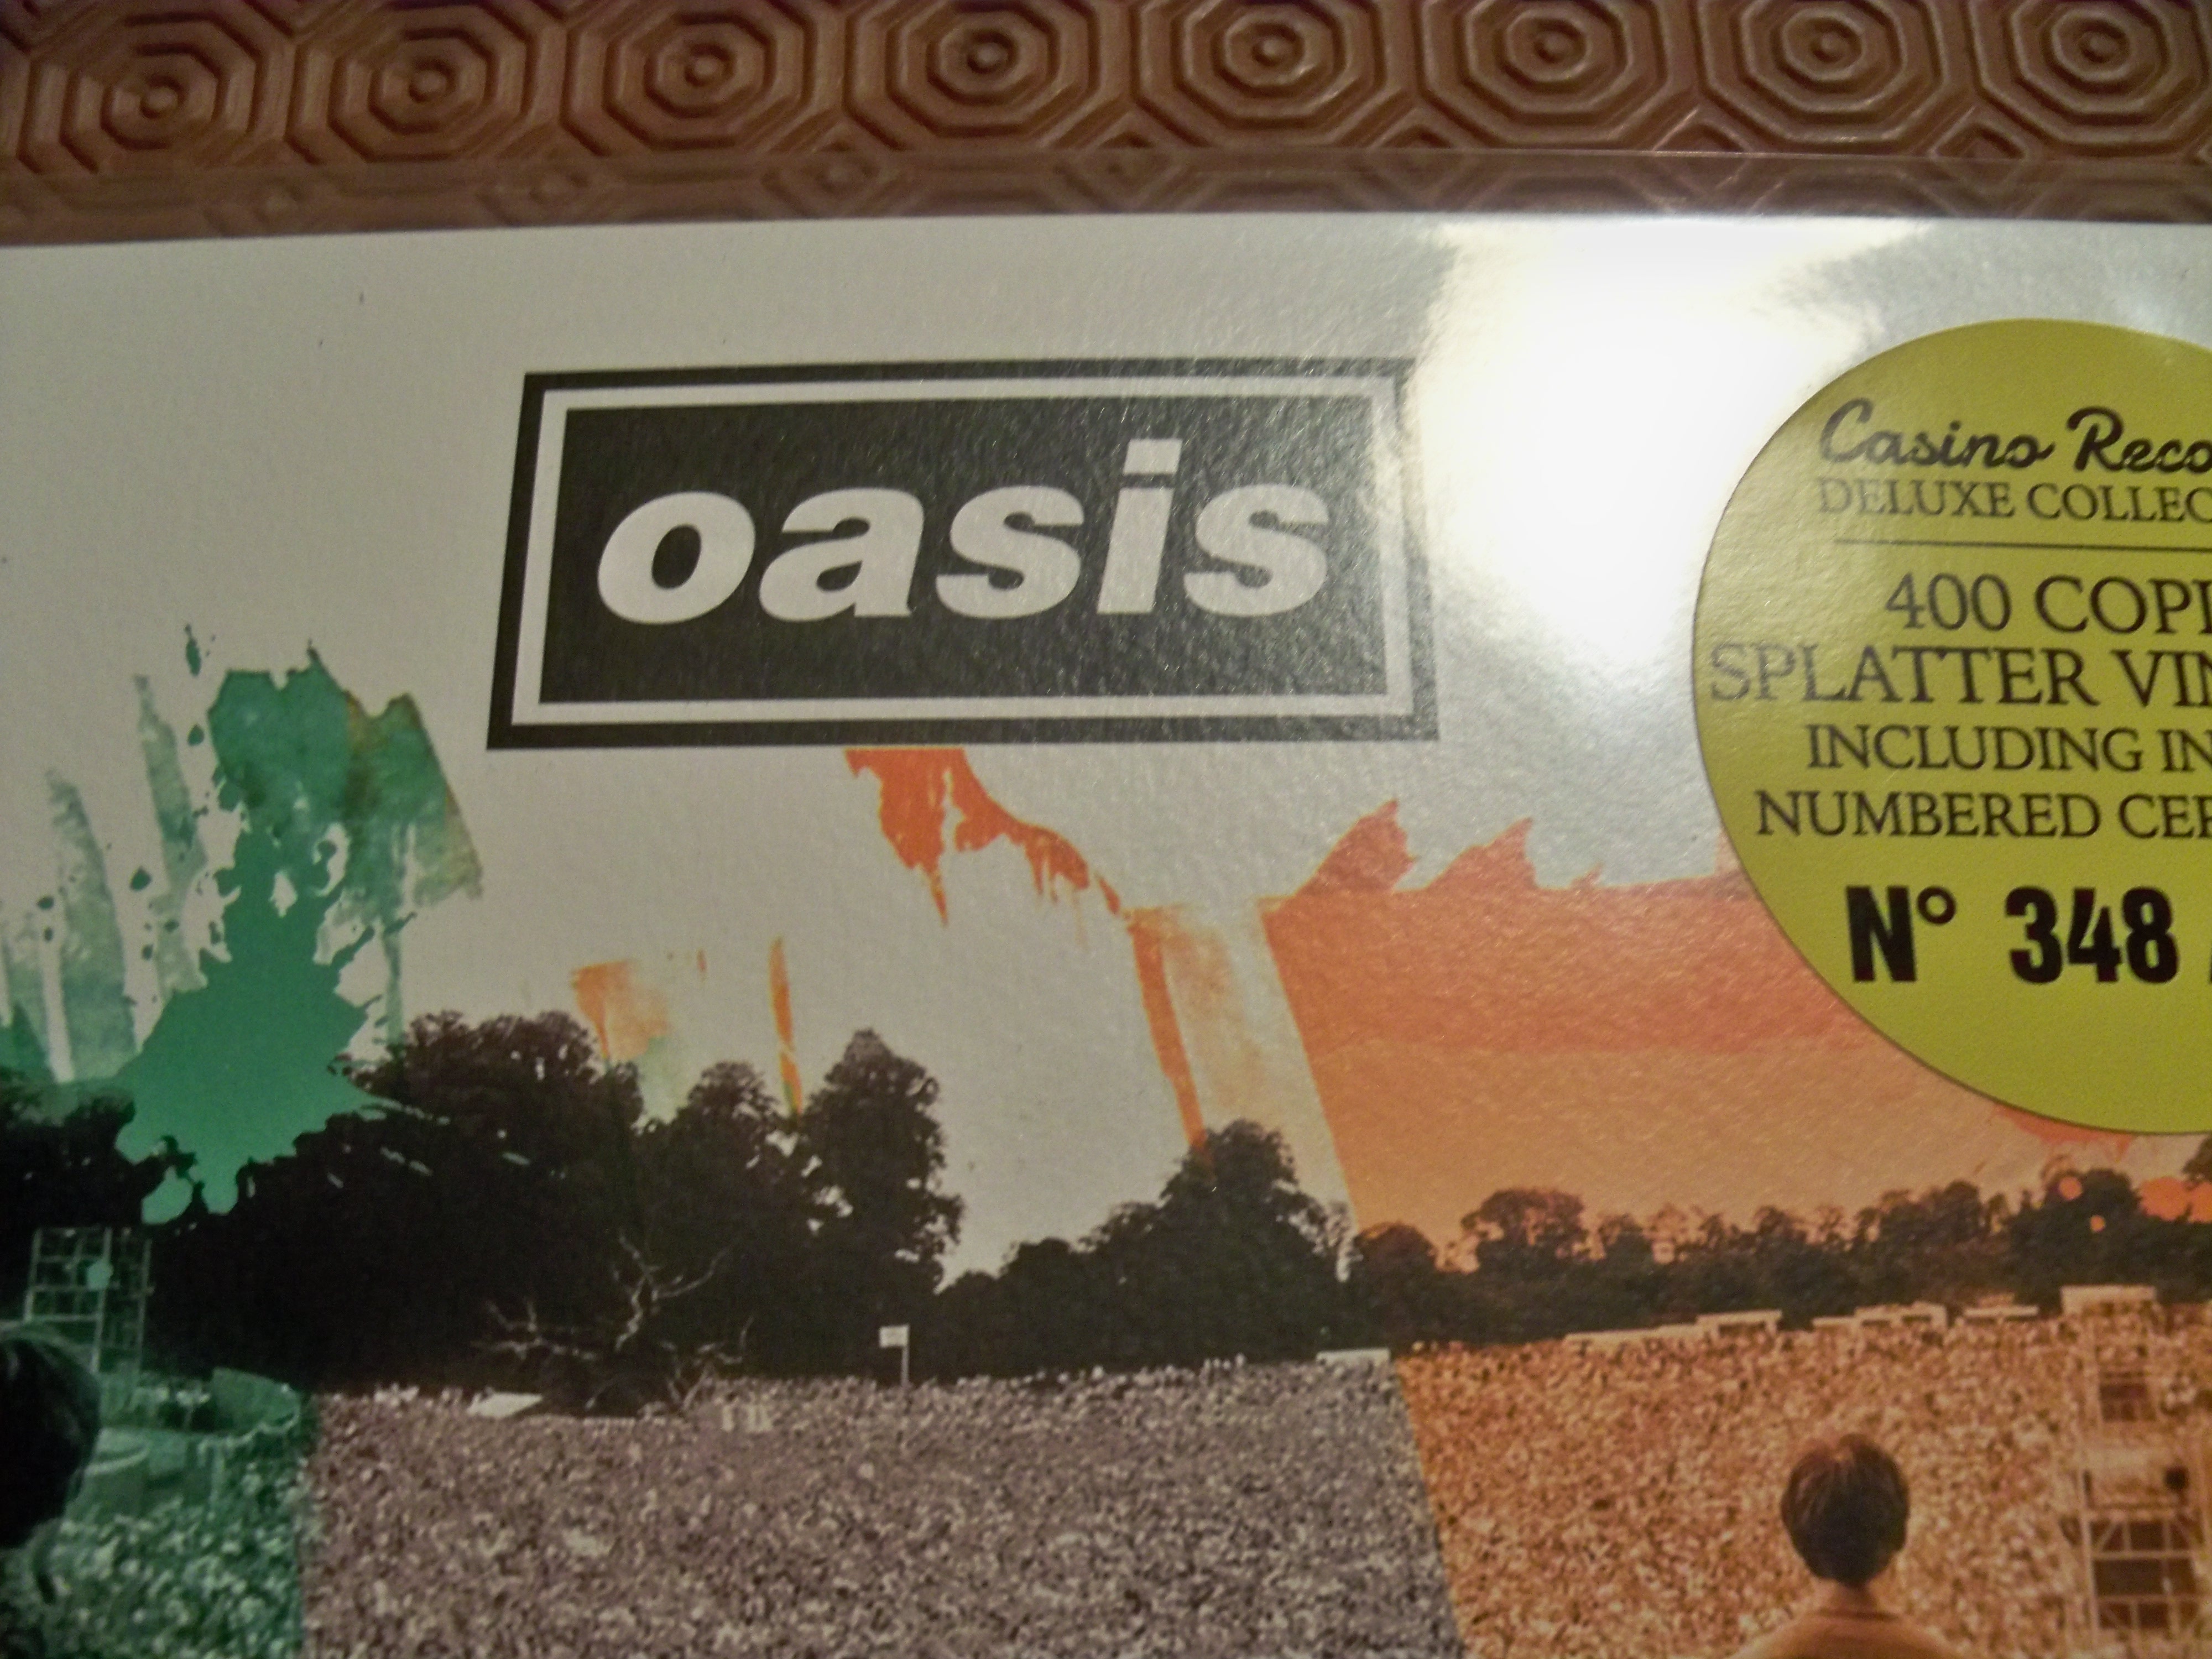 oasis
Casino Reco
DELUXE COLLEC
400 COPI
SPLATTER VIN
INCLUDING IN
NUMBERED CER
N° 348